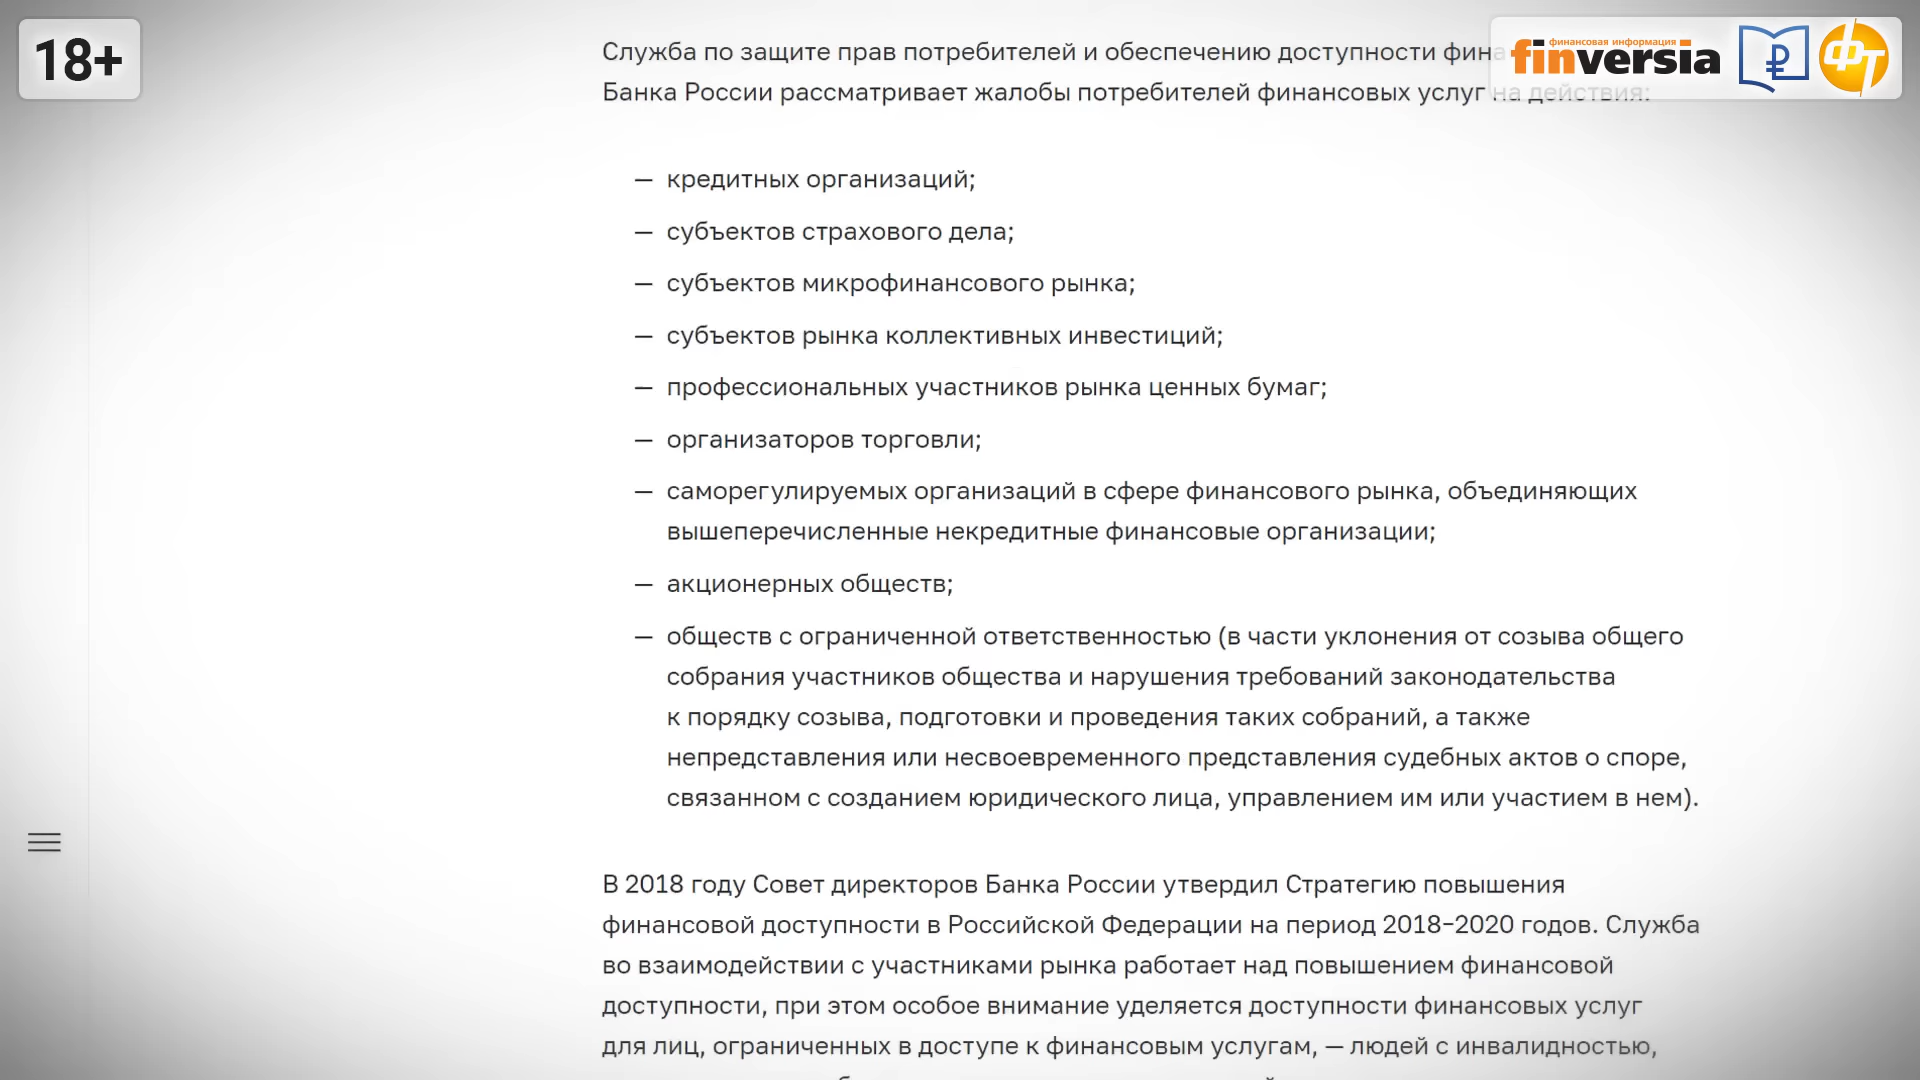 18+
Служба по защите прав потребителей и обеспечению доступности фина
финансовая информация
finversia
ФТ
Банка России рассматривает жалобы потребителей финансовых услуг на действия:
— кредитных организаций;
— субъектов страхового дела;
— субъектов микрофинансового рынка;
— субъектов рынка коллективных инвестиций;
— профессиональных участников рынка ценных бумаг;
— организаторов торговли;
— саморегулируемых организаций в сфере финансового рынка, объединяющих
вышеперечисленные некредитные финансовые организации;
— акционерных обществ;
— обществ с ограниченной ответственностью (в части уклонения от созыва общего
собрания участников общества и нарушения требований законодательства
к порядку созыва, подготовки и проведения таких собраний, а также
непредставления или несвоевременного представления судебных актов о споре,
связанном с созданием юридического лица, управлением им или участием в нем).
В 2018 году Совет директоров Банка России утвердил Стратегию повышения
финансовой доступности в Российской Федерации на период 2018–2020 годов. Служба
во взаимодействии с участниками рынка работает над повышением финансовой
доступности, при этом особое внимание уделяется доступности финансовых услуг
для лиц, ограниченных в доступе к финансовым услугам, — людей с инвалидностью,